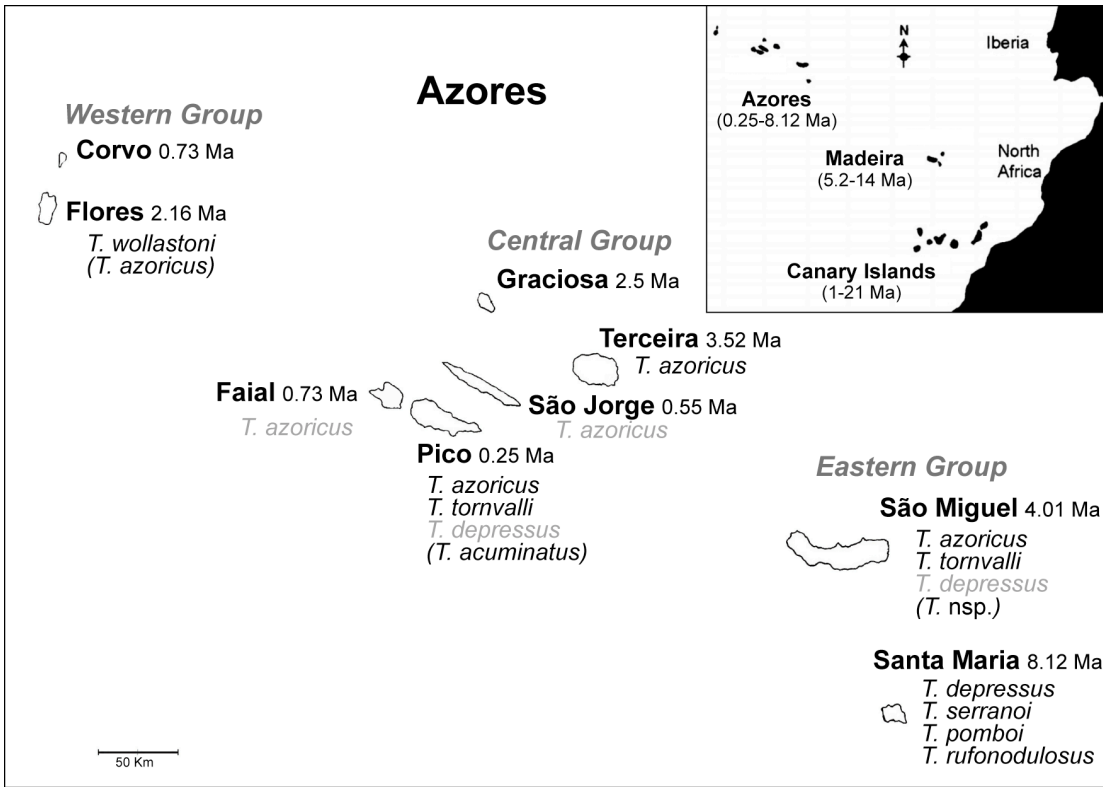 Azores
Western Group
Corvo 0.73 Ma
Flores 2.16 Ma
T. wollastoni
(T. azoricus)
Central Group
Graciosa 2.5 Ma
Terceira 3.52 Ma
T. azoricus
Faial 0.73 Ma
T. azoricus
São Jorge 0.55 Ma
T. azoricus
Pico 0.25 Ma
T. azoricus
T. tornvalli
T. depressus
(T. acuminatus)
Eastern Group
São Miguel 4.01 Ma
T. azoricus
T. tornvalli
T. depressus
(T. nsp.)
Santa Maria 8.12 Ma
T. depressus
T. serranoi
T. pomboi
T. rufonodulosus
50 Km
N
Iberia
Azores
(0.25-8.12 Ma)
Madeira
(5.2-14 Ma)
North
Africa
Canary Islands
(1-21 Ma)